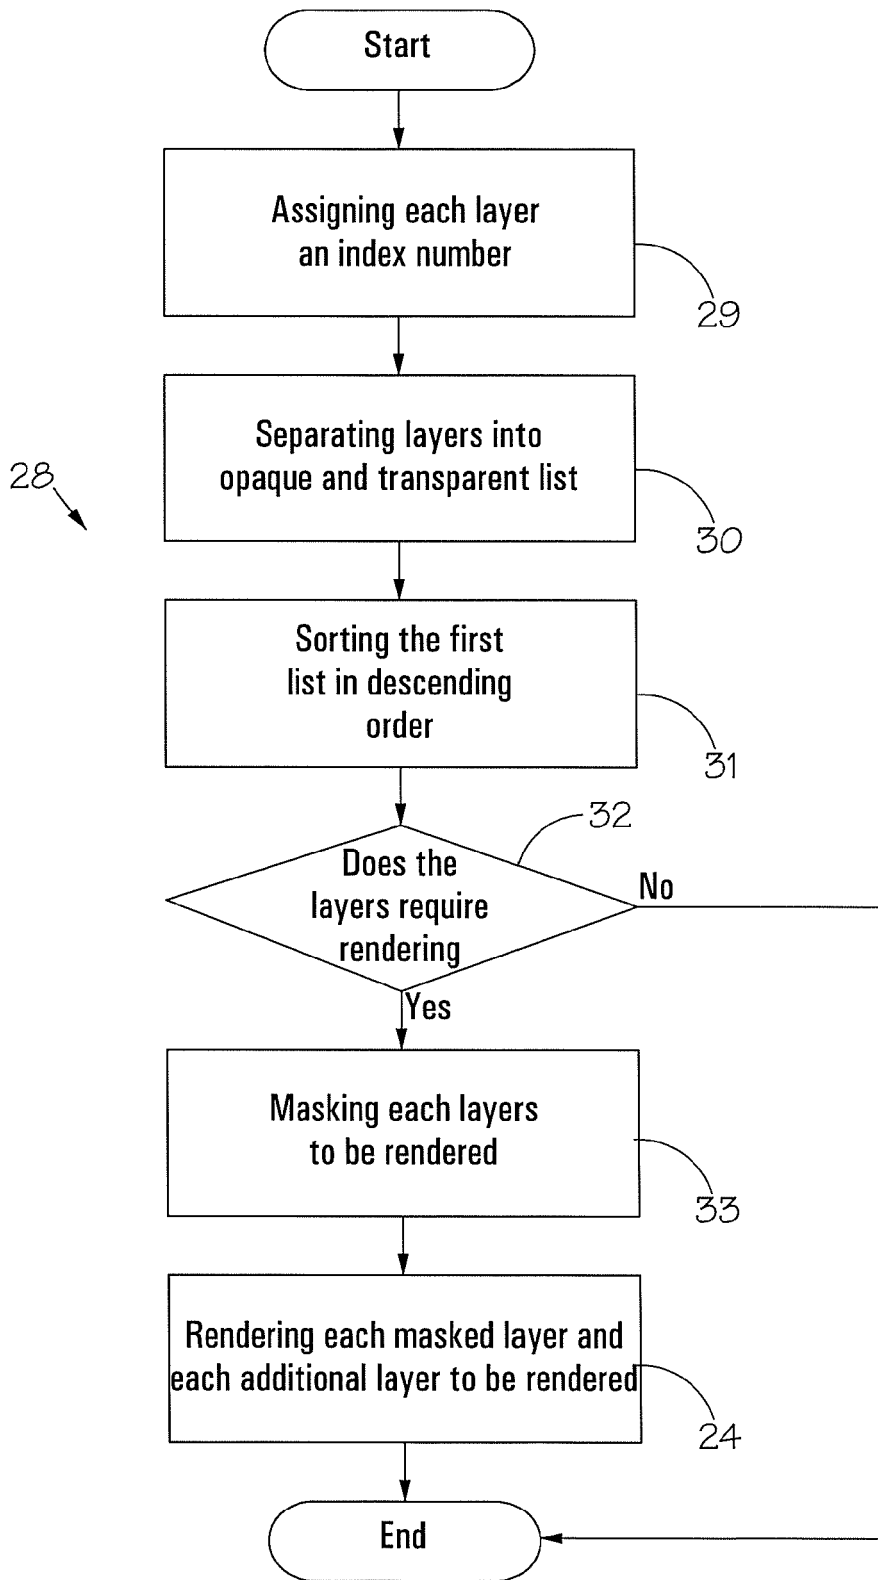 Start
Assigning each layer
an index number
29
Separating layers into
opaque and transparent list
28
30
Sorting the first
list in descending
order
31
32
Does the
layers require
rendering
No
Yes
Masking each layers
to be rendered
33
Rendering each masked layer and
each additional layer to be rendered
24
End